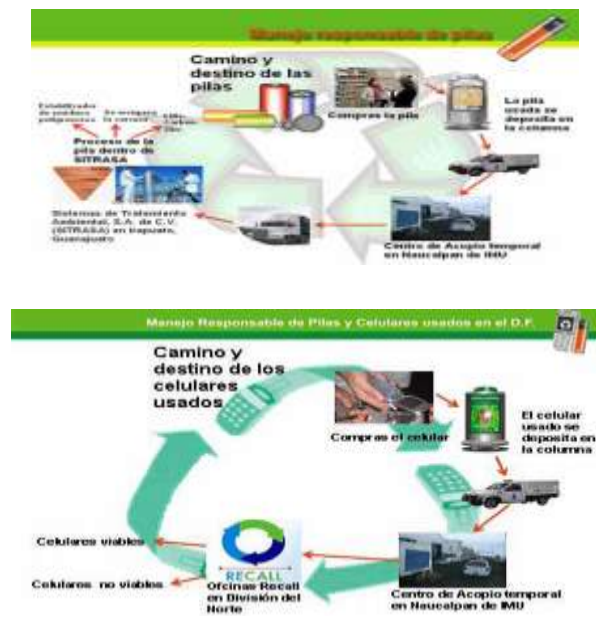 Manejo responsable de pilas
Camino y
destino de las
pilas
Compras la pila
La pila
usada se
deposita en
la columna
Proceso de la
pila dentro de
SITRASA
Sistemas de Tratamiento
Ambiental, S.A. de C.V.
(SITRASA) en Irapuato,
Guanajuato
Centro de Acopio temporal
en Naucalpan de IMU
Manejo Responsable de Pilas y Celulares usados en el D.F.
Camino y
destino de los
celulares
usados
Compras el celular
El celular
usado se
deposita en
la columna
Celulares viables
Celulares no viables
RECALL
Ofcinas Recall
en División del
Norte
Centro de Acopio temporal
en Naucalpan de IMU